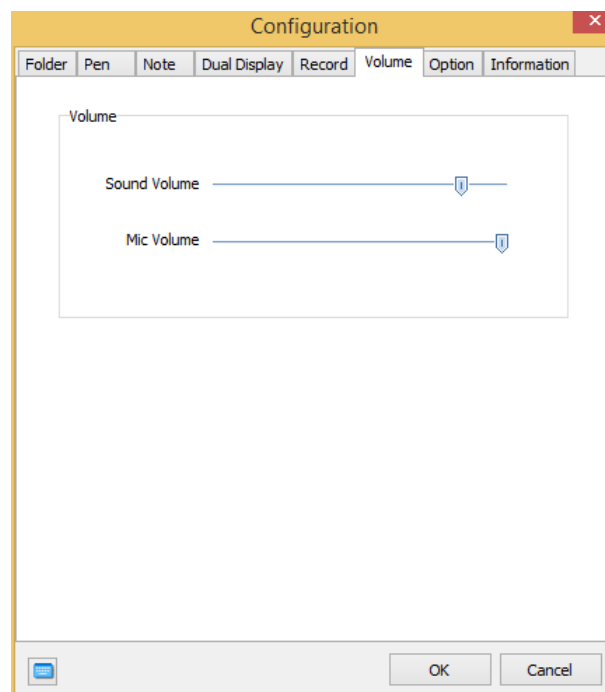 Configuration
Folder Pen Note Dual Display Record Volume Option Information
Volume
Sound Volume
Mic Volume
OK Cancel